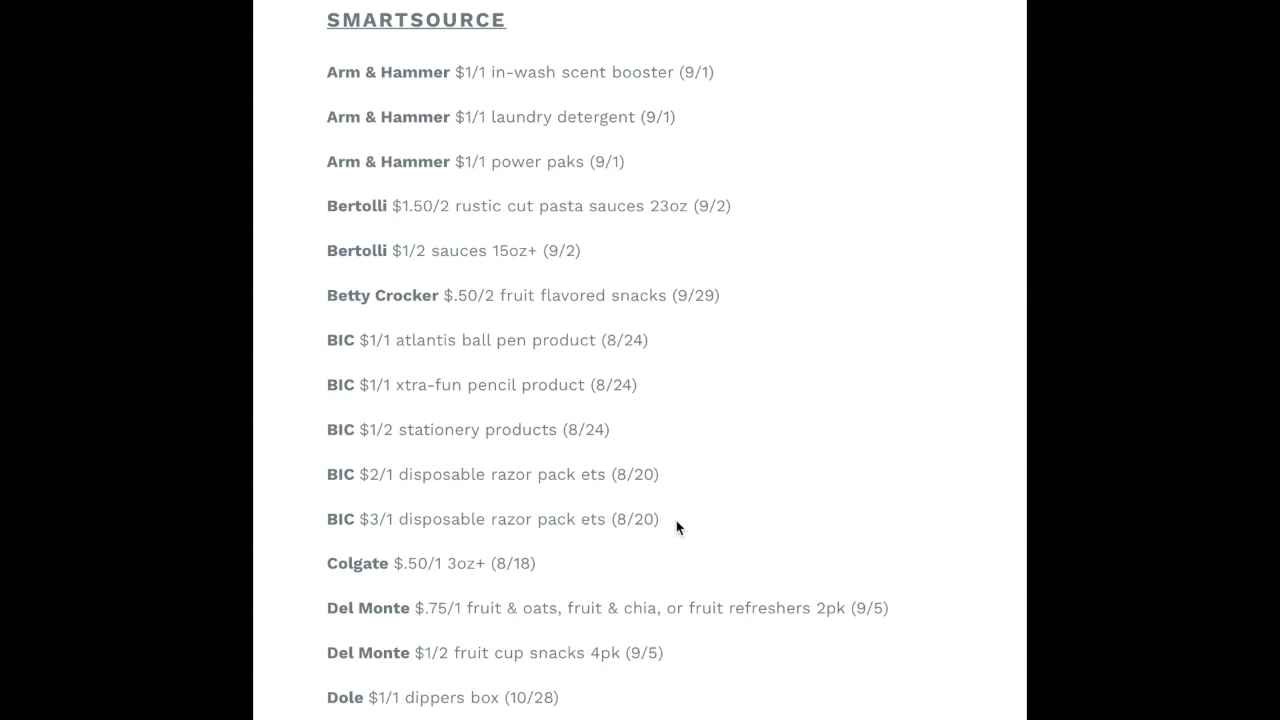 SMARTSOURCE
Arm & Hammer $1/1 in-wash scent booster (9/1)
Arm & Hammer $1/1 laundry detergent (9/1)
Arm & Hammer $1/1 power paks (9/1)
Bertolli $1.50/2 rustic cut pasta sauces 23oz (9/2)
Bertolli $1/2 sauces 15oz+ (9/2)
Betty Crocker $.50/2 fruit flavored snacks (9/29)
BIC $1/1 atlantis ball pen product (8/24)
BIC $1/1 xtra-fun pencil product (8/24)
BIC $1/2 stationery products (8/24)
BIC $2/1 disposable razor pack ets (8/20)
BIC $3/1 disposable razor pack ets (8/20)
Colgate $.50/1 3oz+ (8/18)
Del Monte $.75/1 fruit & oats, fruit & chia, or fruit refreshers 2pk (9/5)
Del Monte $1/2 fruit cup snacks 4pk (9/5)
Dole $1/1 dippers box (10/28)